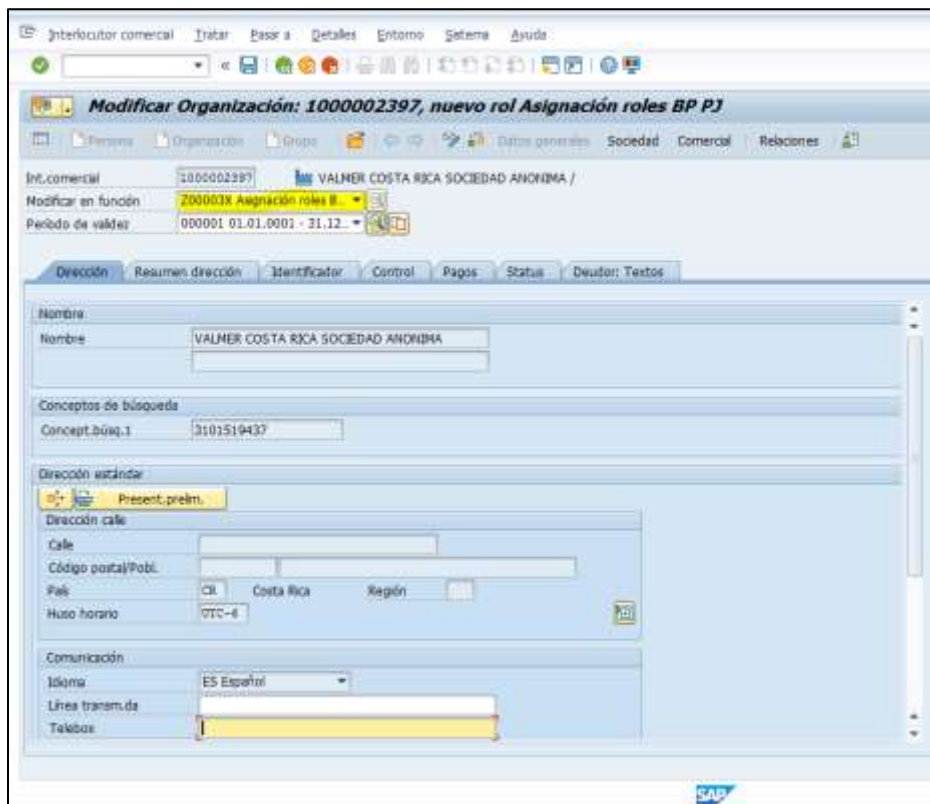 Interlocutor comercial Tratar Pasar a Detalles Entorno Sistema Ayuda
Modificar Organización: 1000002397, nuevo rol Asignación roles BP PJ
Persona Organización Grupo Datos generales Sociedad Comercial Relaciones
Int.comercial 1000002397 VALMER COSTA RICA SOCIEDAD ANONIMA /
Modificar en función Z00003X Asignación roles B..
Período de validez 000001 01.01.0001 - 31.12..
Dirección Resumen dirección Identificador Control Pagos Status Deudor: Textos
Nombre
Nombre VALMER COSTA RICA SOCIEDAD ANONIMA
Conceptos de búsqueda
Concept.búsq.1 3101519437
Dirección estándar
Present.prelim.
Dirección calle
Calle
Código postal/Pobl.
País CR Costa Rica Región
Huso horario UTC-6
Comunicación
Idioma ES Español
Línea transm.da
Telebox
SAP